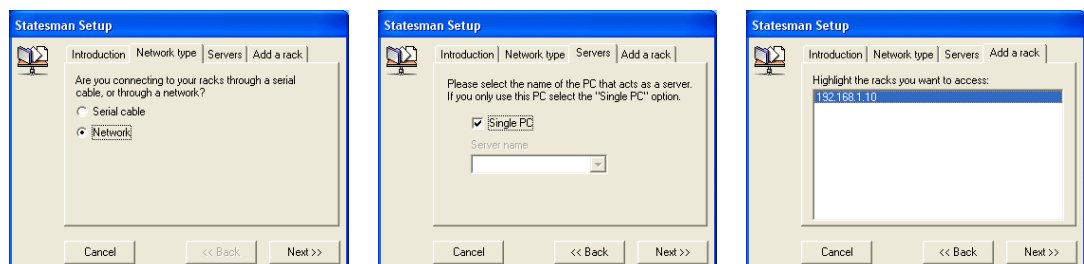 Statesman Setup
Introduction Network type Servers Add a rack
Are you connecting to your racks through a serial
cable, or through a network?
Serial cable
Network
Cancel << Back Next >>
Statesman Setup
Introduction Network type Servers Add a rack
Please select the name of the PC that acts as a server.
If you only use this PC select the "Single PC" option.
Single PC
Server name
Cancel << Back Next >>
Statesman Setup
Introduction Network type Servers Add a rack
Highlight the racks you want to access:
192.168.1.10
Cancel << Back Next >>